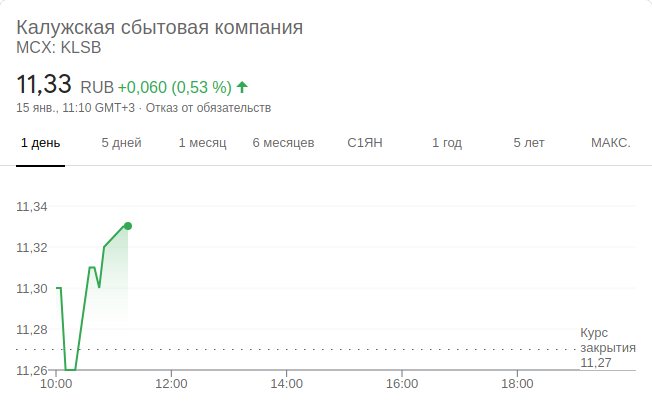 Калужская сбытовая компания
MCX: KLSB
11,33 RUB +0,060 (0,53 %)
15 янв., 11:10 GMT+3 · Отказ от обязательств
1 день 5 дней 1 месяц 6 месяцев С1ЯН 1 год 5 лет МАКС.
11,34
11,32
11,30
11,28
11,26
Курс
закрытия
11,27
10:00 12:00 14:00 16:00 18:00